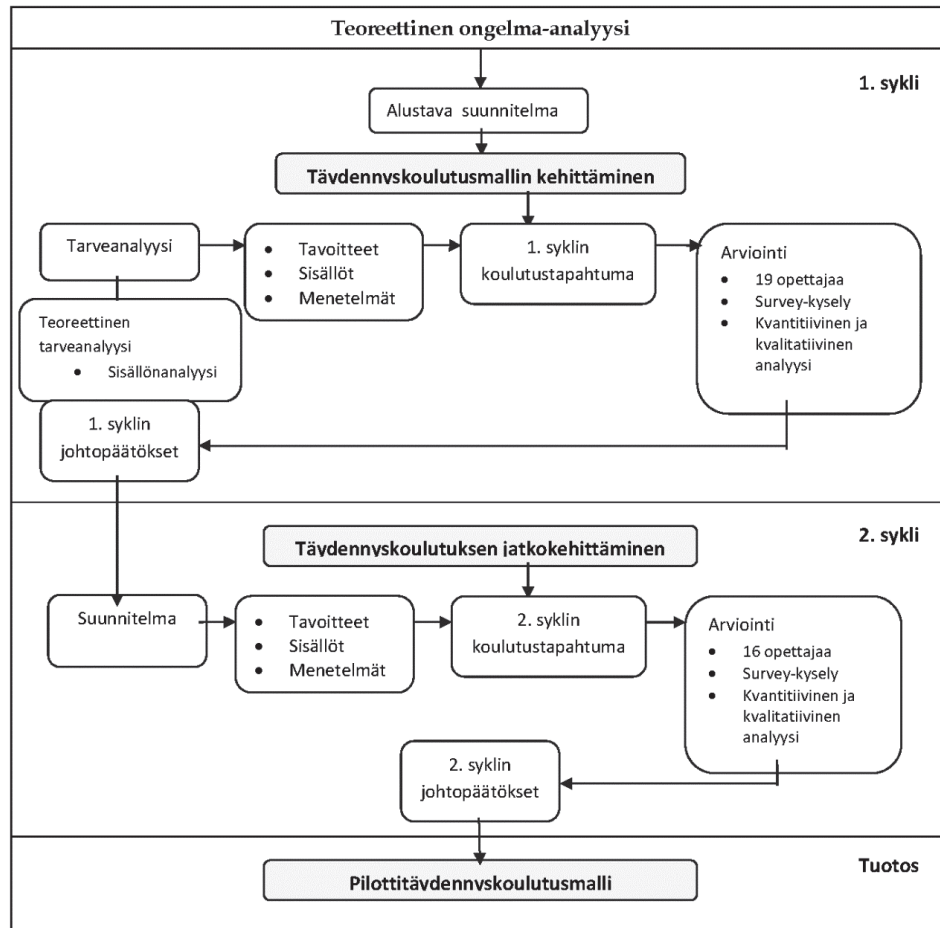 Teoreettinen ongelma-analyysi
1. sykli
Alustava suunnitelma
Täydennyskoulutusmallin kehittäminen
Tarveanalyysi
• Tavoitteet
• Sisällöt
• Menetelmät
1. syklin
koulutustapahtuma
Arviointi
• 19 opettajaa
• Survey-kysely
• Kvantitiivinen ja
kvalitatiivinen
analyysi
Teoreettinen
tarveanalyysi
• Sisällönanalyysi
1. syklin
johtopäätökset
2. sykli
Täydennyskoulutuksen jatkokehittäminen
Suunnitelma
• Tavoitteet
• Sisällöt
• Menetelmät
2. syklin
koulutustapahtuma
Arviointi
• 16 opettajaa
• Survey-kysely
• Kvantitiivinen ja
kvalitatiivinen
analyysi
2. syklin
johtopäätökset
Tuotos
Pilottitäydennyskoulutusmalli